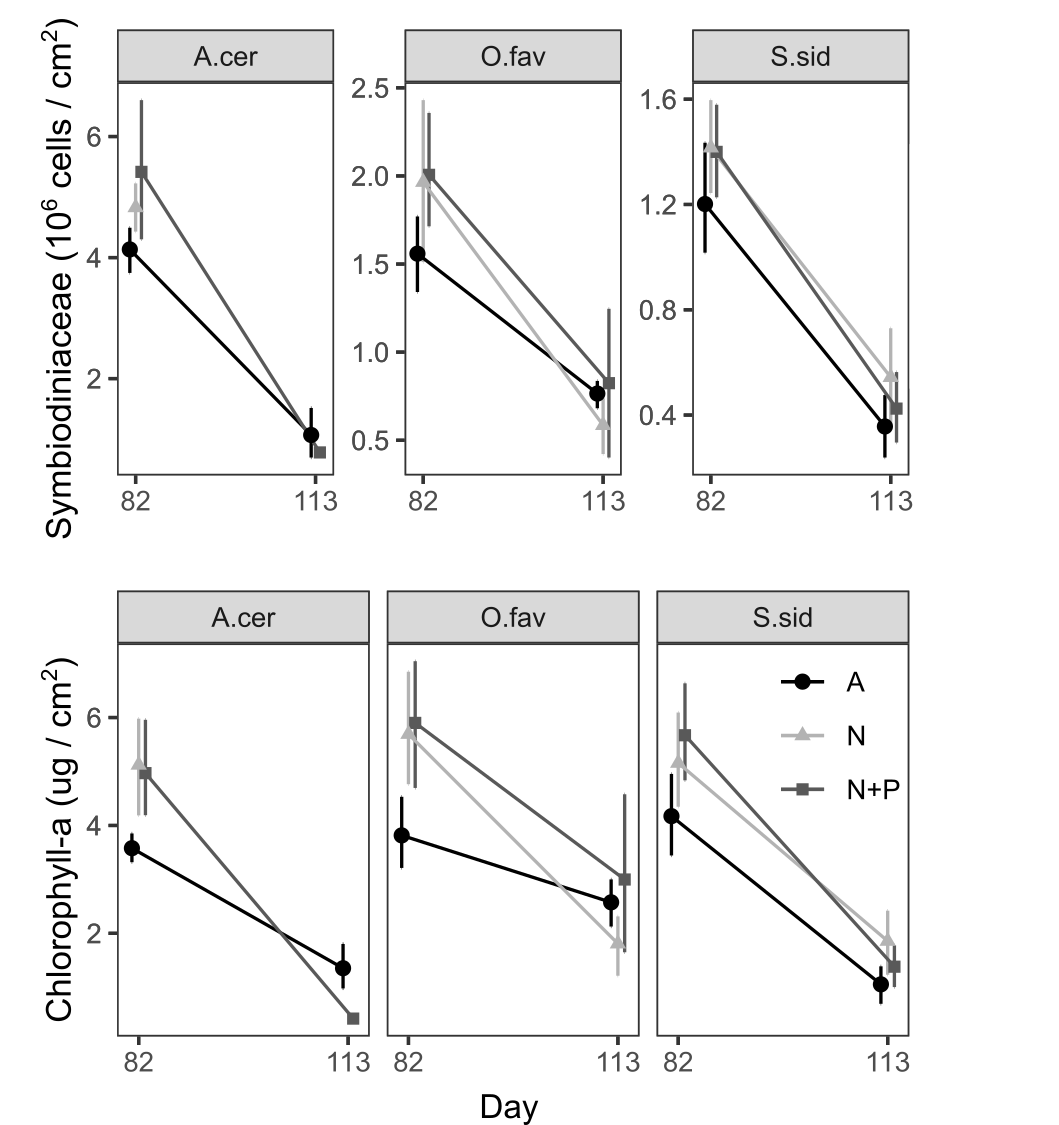 A.cer O.fav S.sid
Symbiodiniaceae (10⁶ cells / cm²)
6
4
2
2.5
2.0
1.5
1.0
0.5
1.6
1.2
0.8
0.4
82 113 82 113 82 113
A.cer O.fav S.sid
Chlorophyll-a (ug / cm²)
6
4
2
A
N
N+P
82 113 82 113 82 113
Day